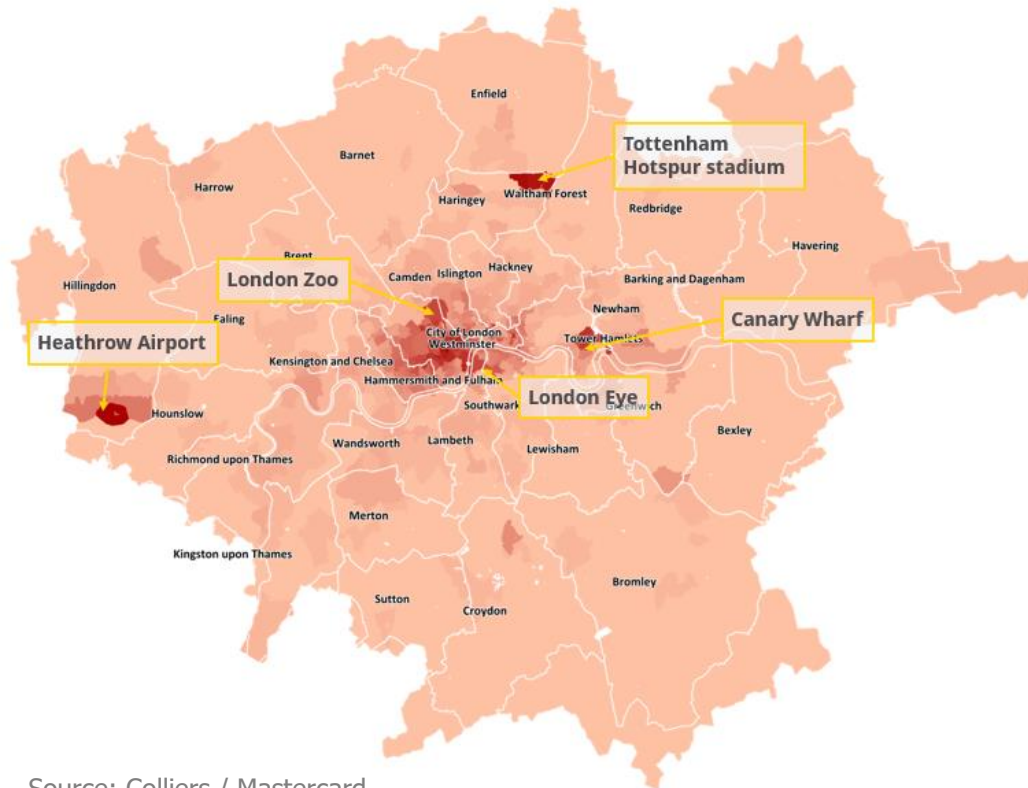 Enfield
Tottenham
Hotspur stadium
Barnet
Harrow
Waltham Forest
Haringey
Redbridge
Havering
Brent
London Zoo
Camden
Islington
Hackney
Barking and Dagenham
Hillingdon
Newham
Ealing
Canary Wharf
Heathrow Airport
City of London
Westminster
Tower Hamlets
Kensington and Chelsea
Hammersmith and Fulham
London Eye
Southwark
Greenwich
Hounslow
Bexley
Wandsworth
Lambeth
Lewisham
Richmond upon Thames
Merton
Kingston upon Thames
Bromley
Sutton
Croydon
Source: Colliers / Mastercard